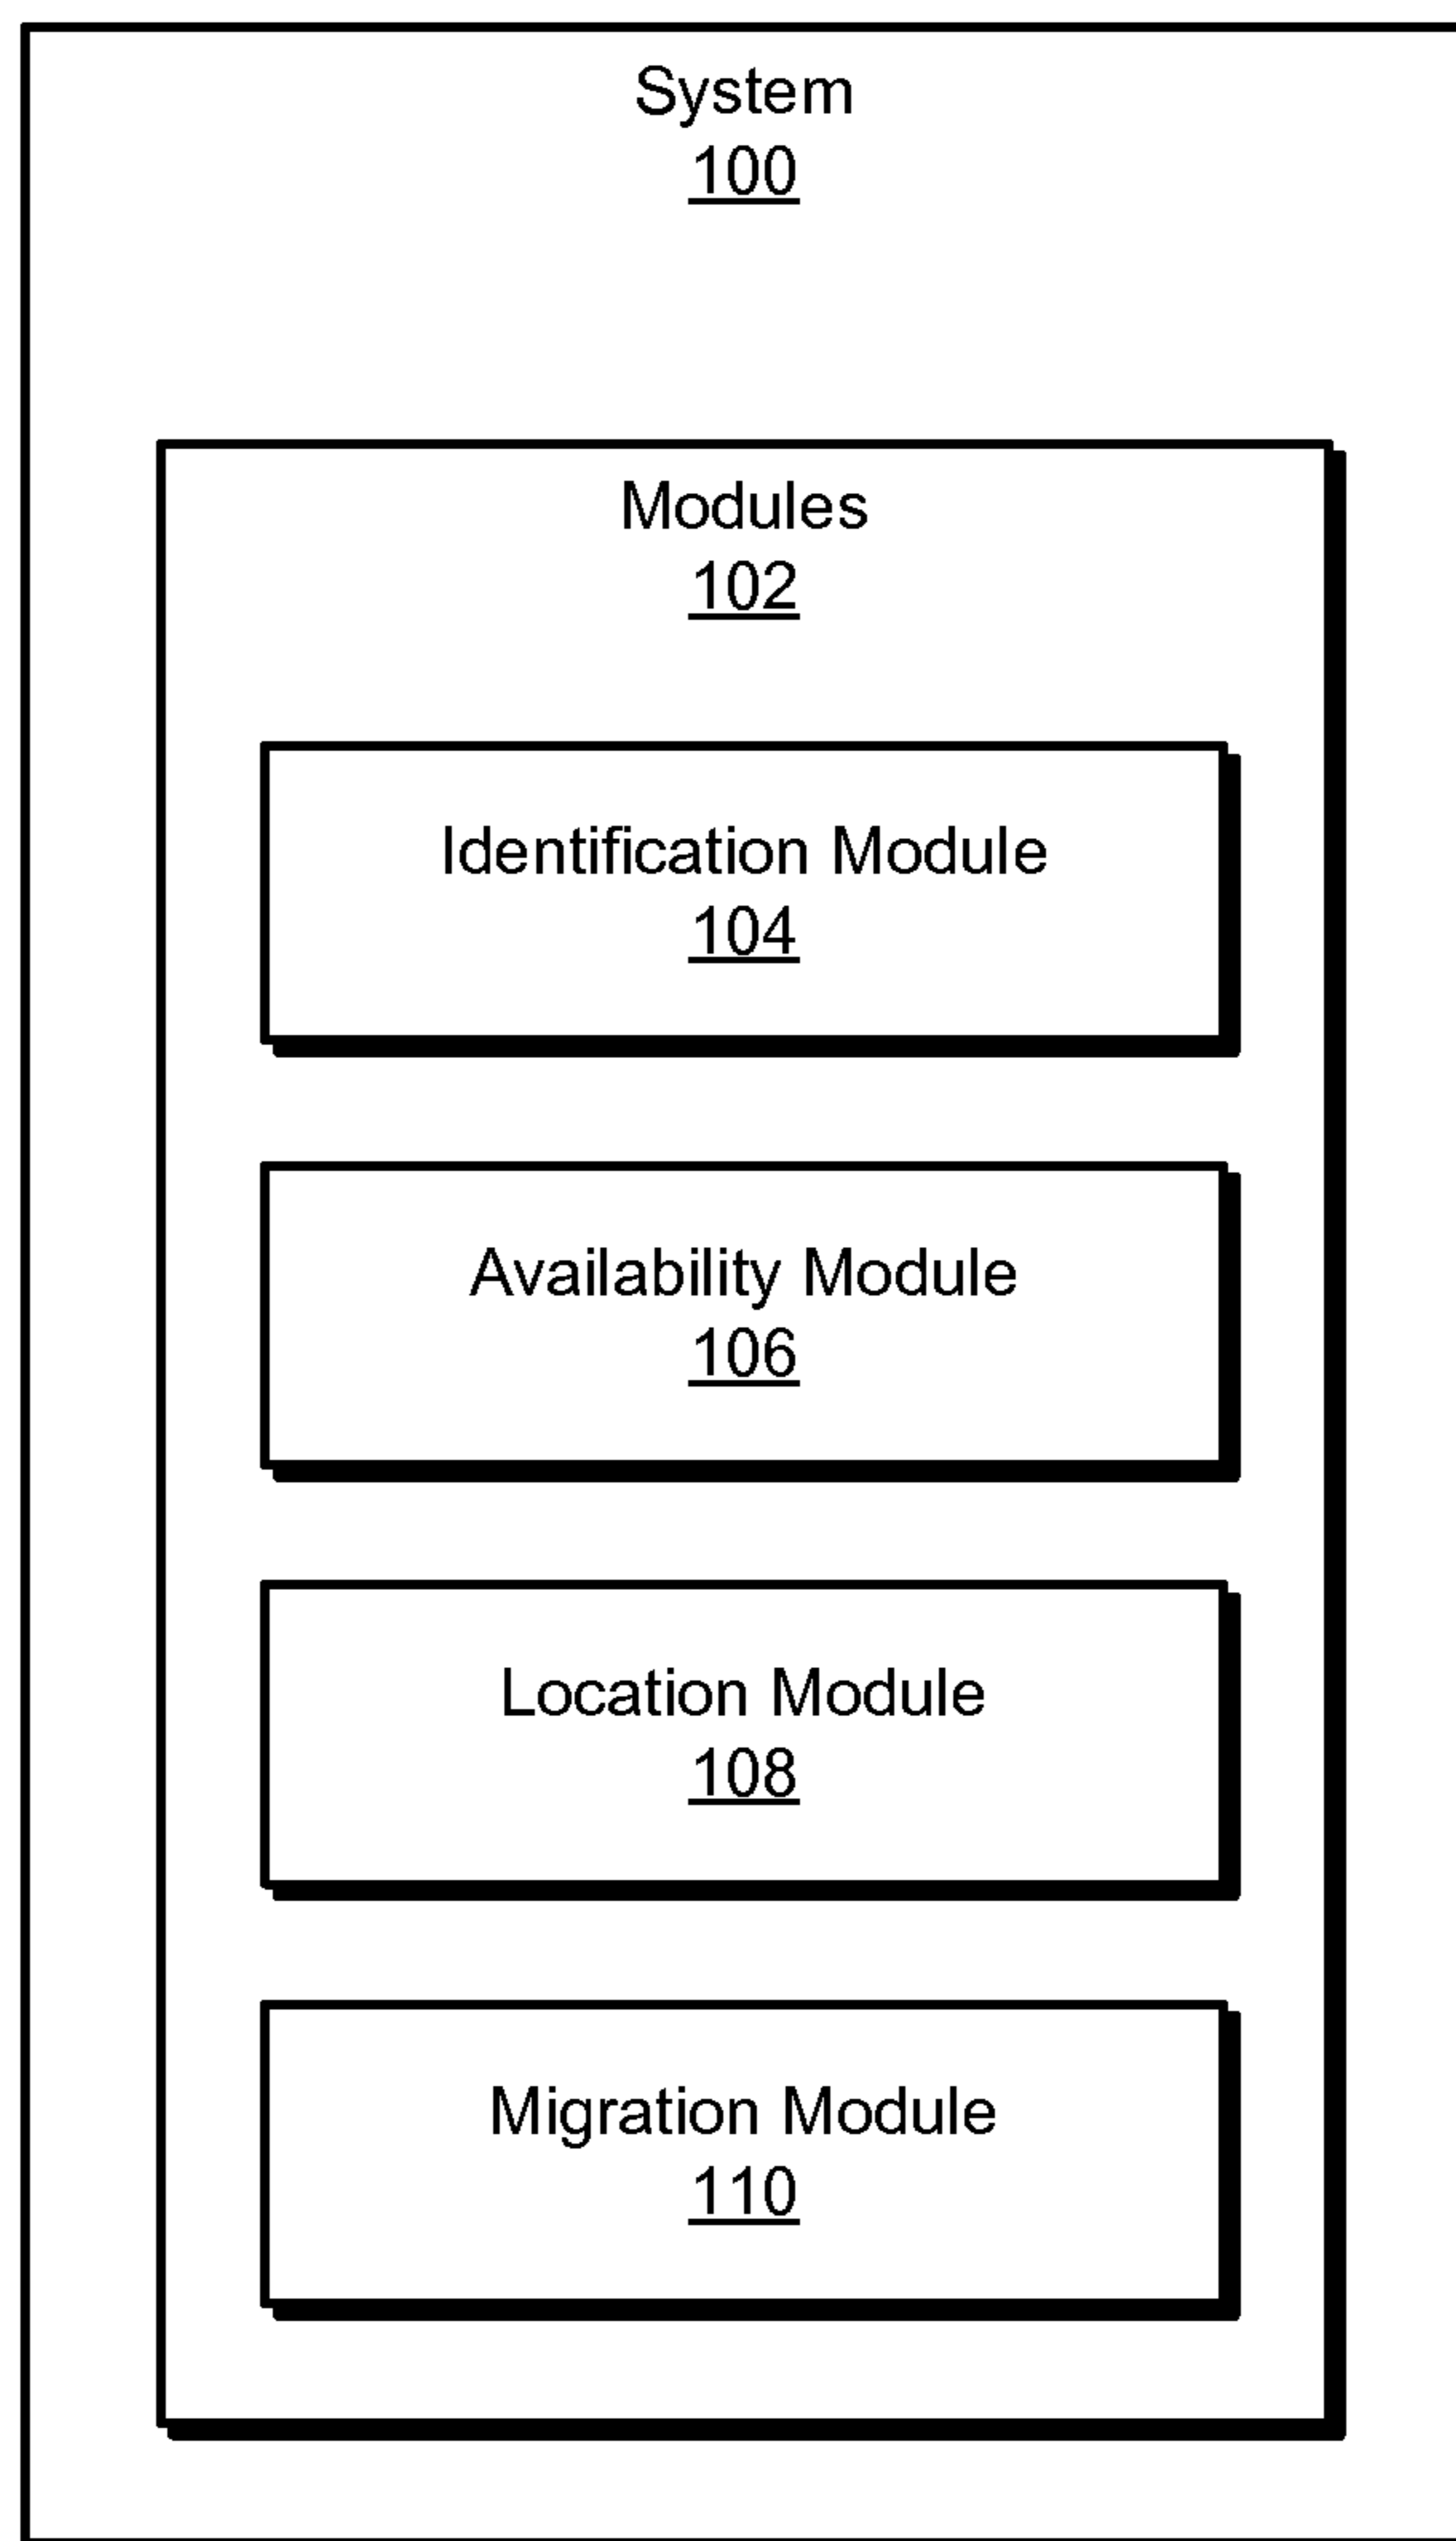 System
100
Modules
102
Identification Module
104
Availability Module
106
Location Module
108
Migration Module
110